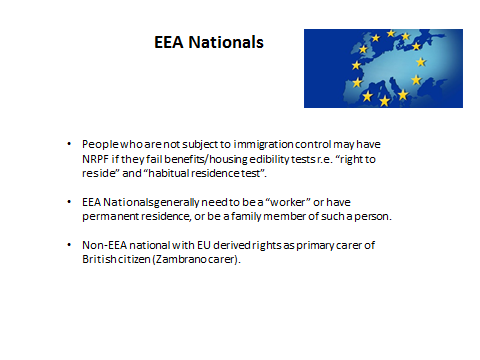 EEA Nationals
• People who are not subject to immigration control may have
NRPF if they fail benefits/housing edibility tests r.e. “right to
reside” and “habitual residence test”.
• EEA Nationals generally need to be a “worker” or have
permanent residence, or be a family member of such a person.
• Non-EEA national with EU derived rights as primary carer of
British citizen (Zambrano carer).